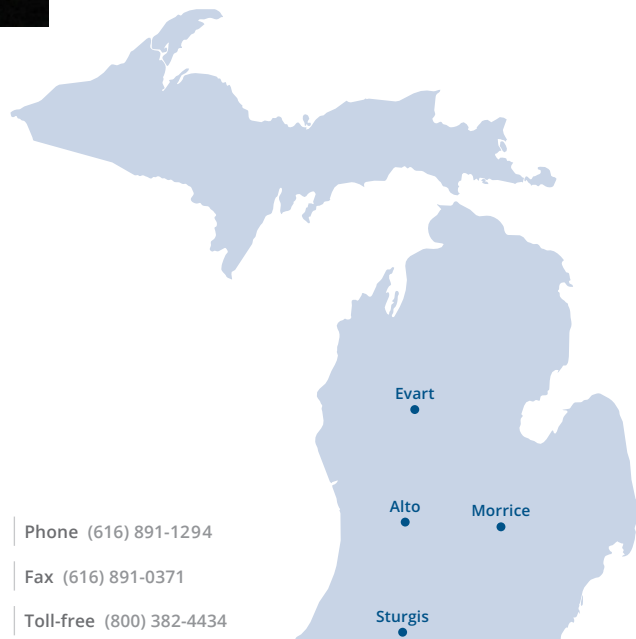 Evart
Alto
Morrice
Sturgis
Phone (616) 891-1294
Fax (616) 891-0371
Toll-free (800) 382-4434